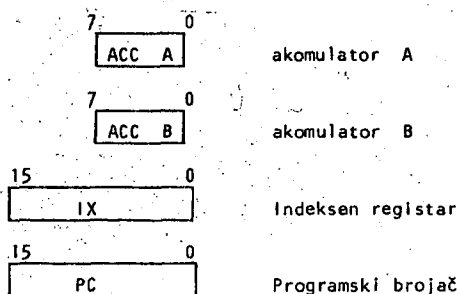 7 0
ACC A akomulator A
7 0
ACC B akomulator B
15 0
IX Indeksen registar
15 0
PC Programski brojač